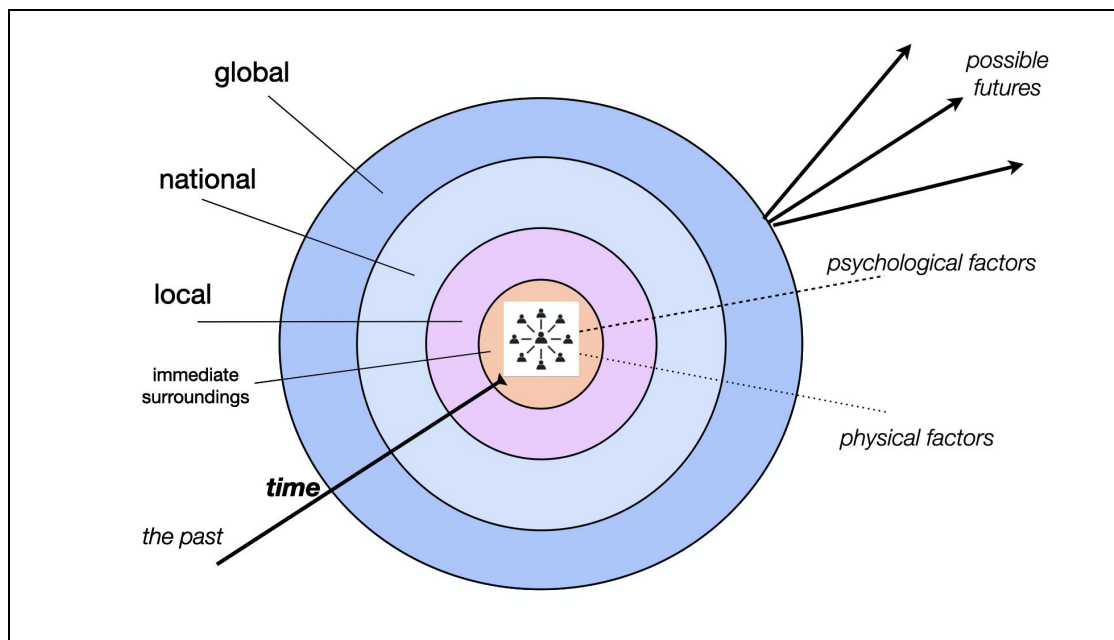 global
national
local
immediate
surroundings
time
the past
possible
futures
psychological factors
physical factors